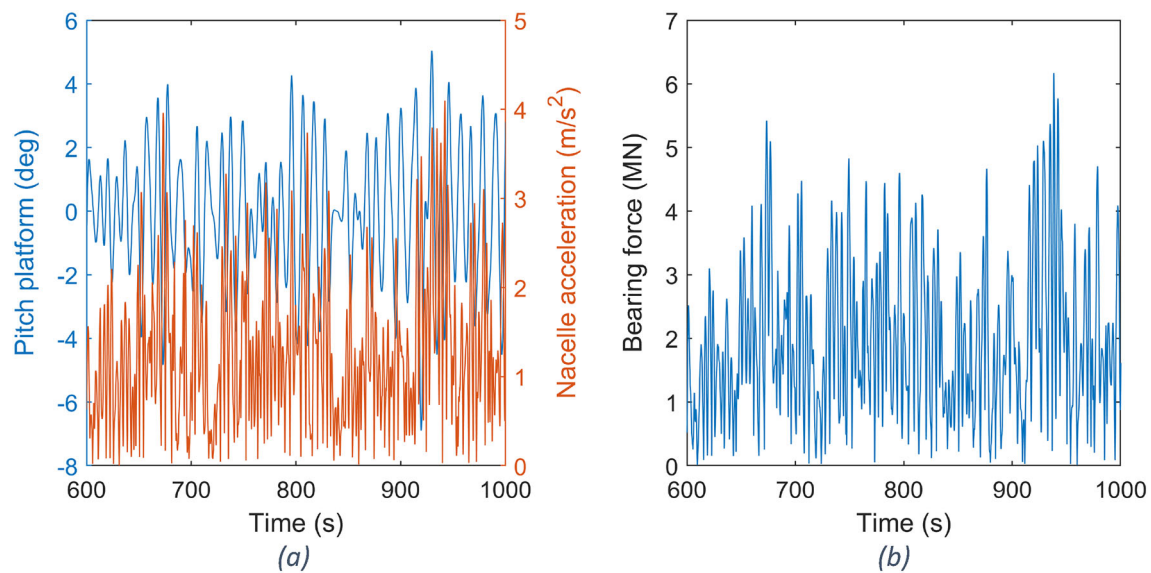 6
4
2
0
-2
-4
-6
-8
Pitch platform (deg)
5
4
3
2
1
0
Nacelle acceleration (m/s²)
600 700 800 900 1000
Time (s)
(a)
7
6
5
4
3
2
1
0
Bearing force (MN)
600 700 800 900 1000
Time (s)
(b)